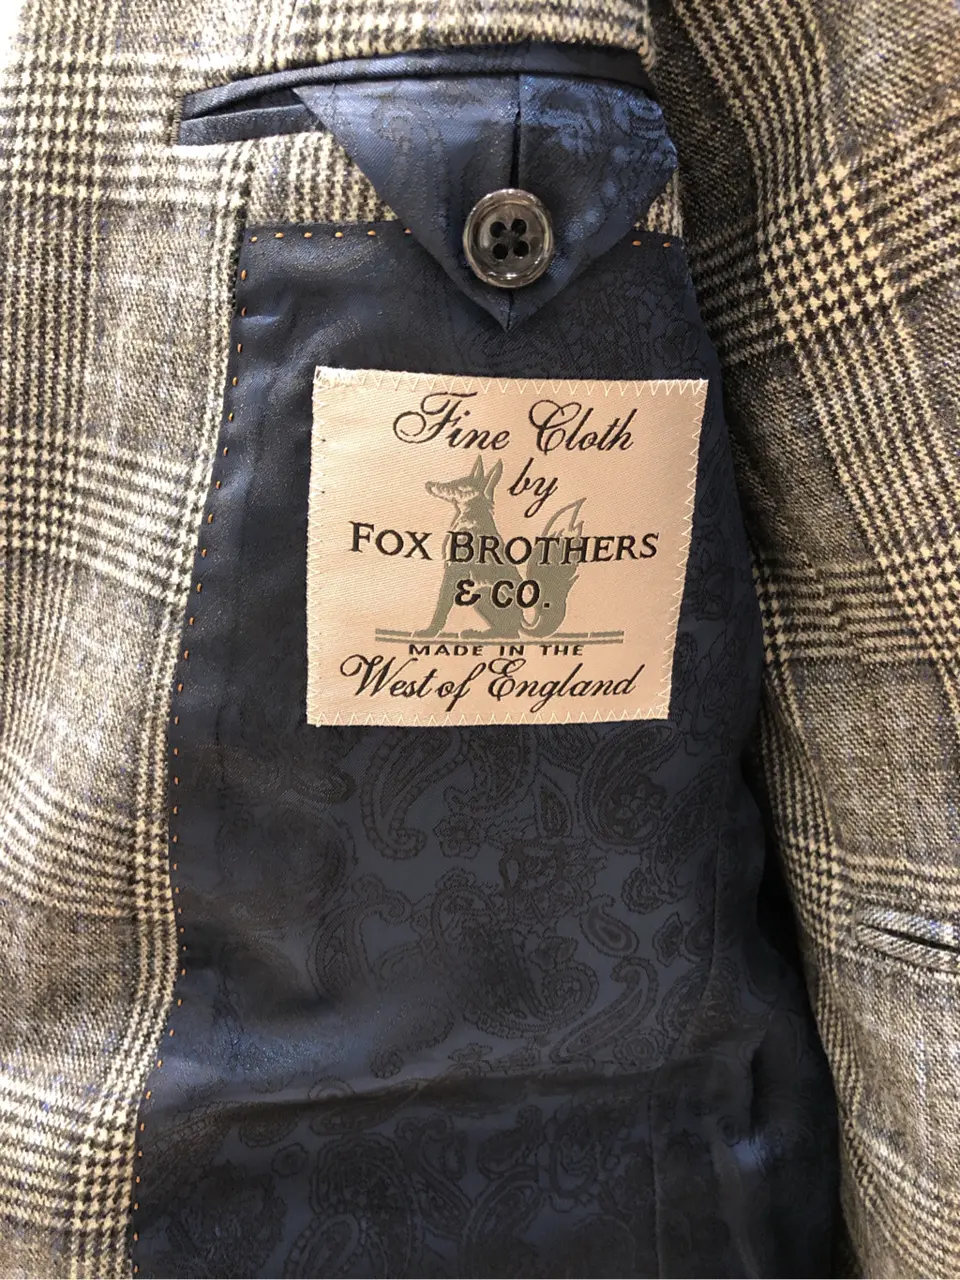 Fine Cloth
by
FOX BROTHERS
& CO.
MADE IN THE
West of England